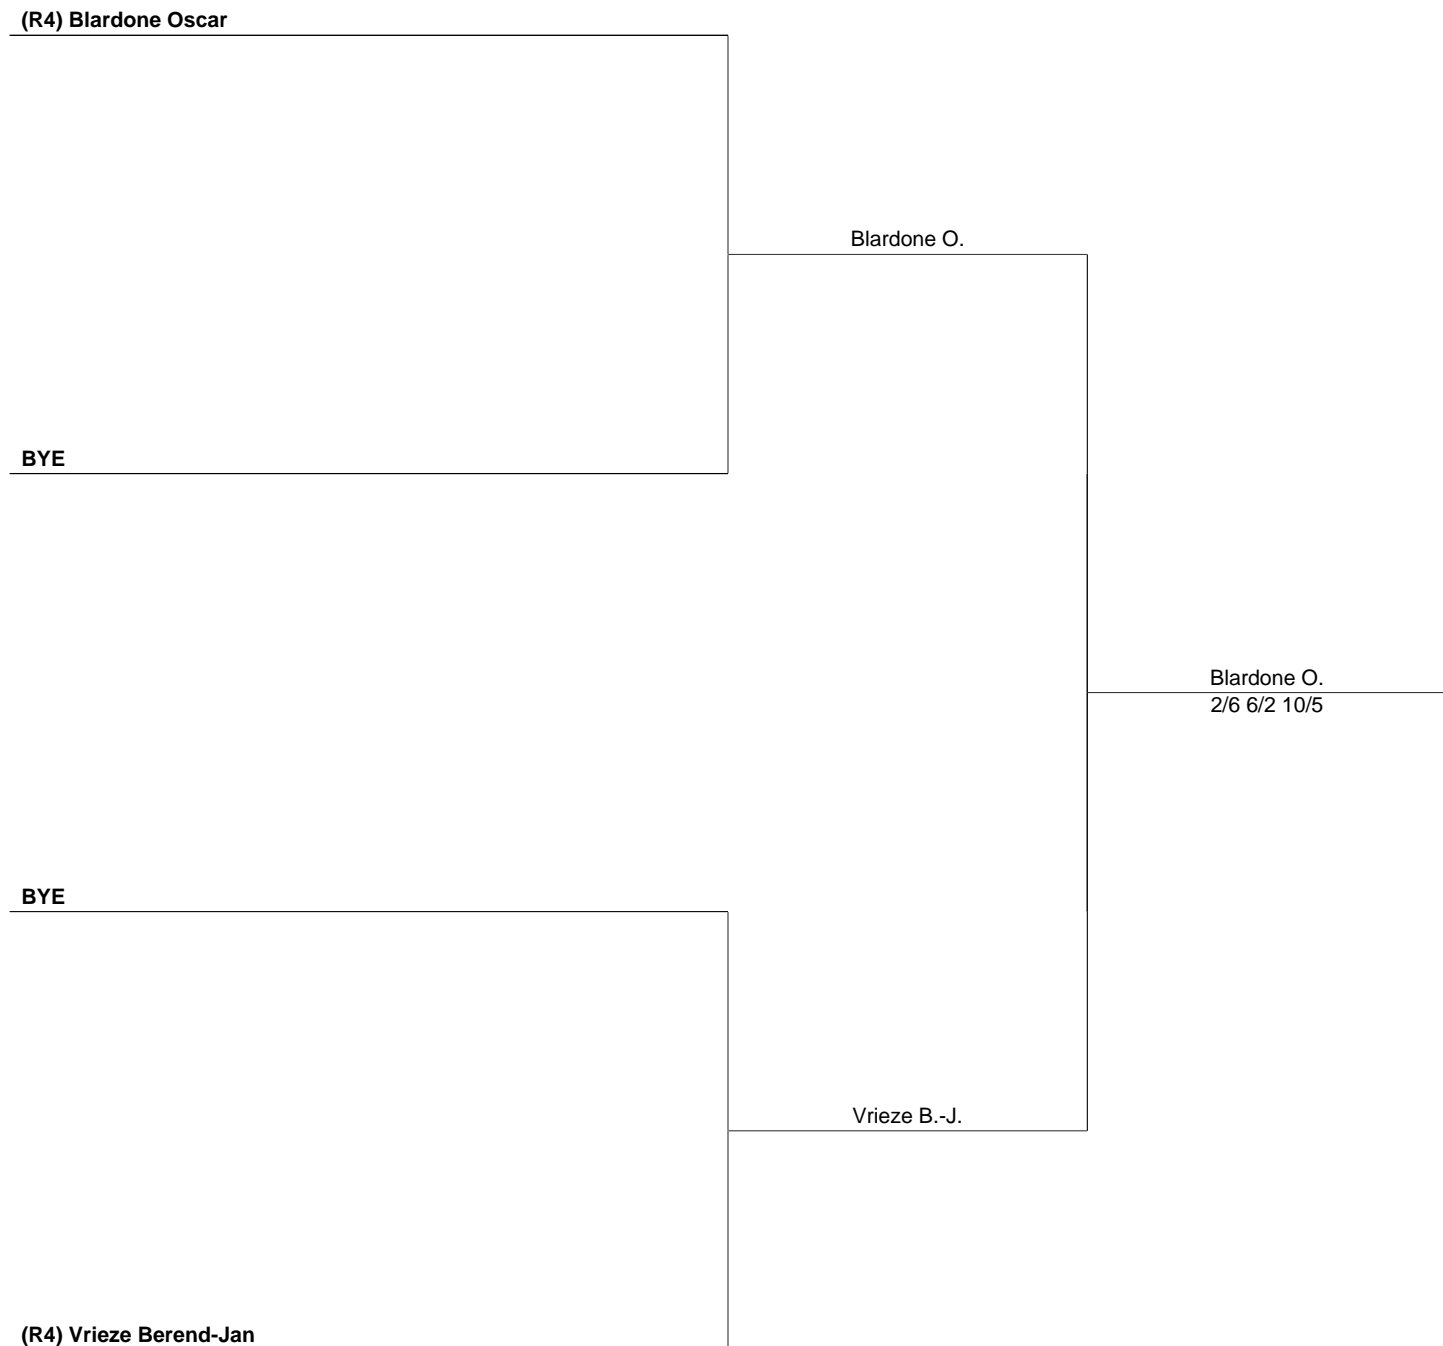 (R4) Blardone Oscar
Blardone O.
BYE
Blardone O.
2/6 6/2 10/5
BYE
Vrieze B.-J.
(R4) Vrieze Berend-Jan